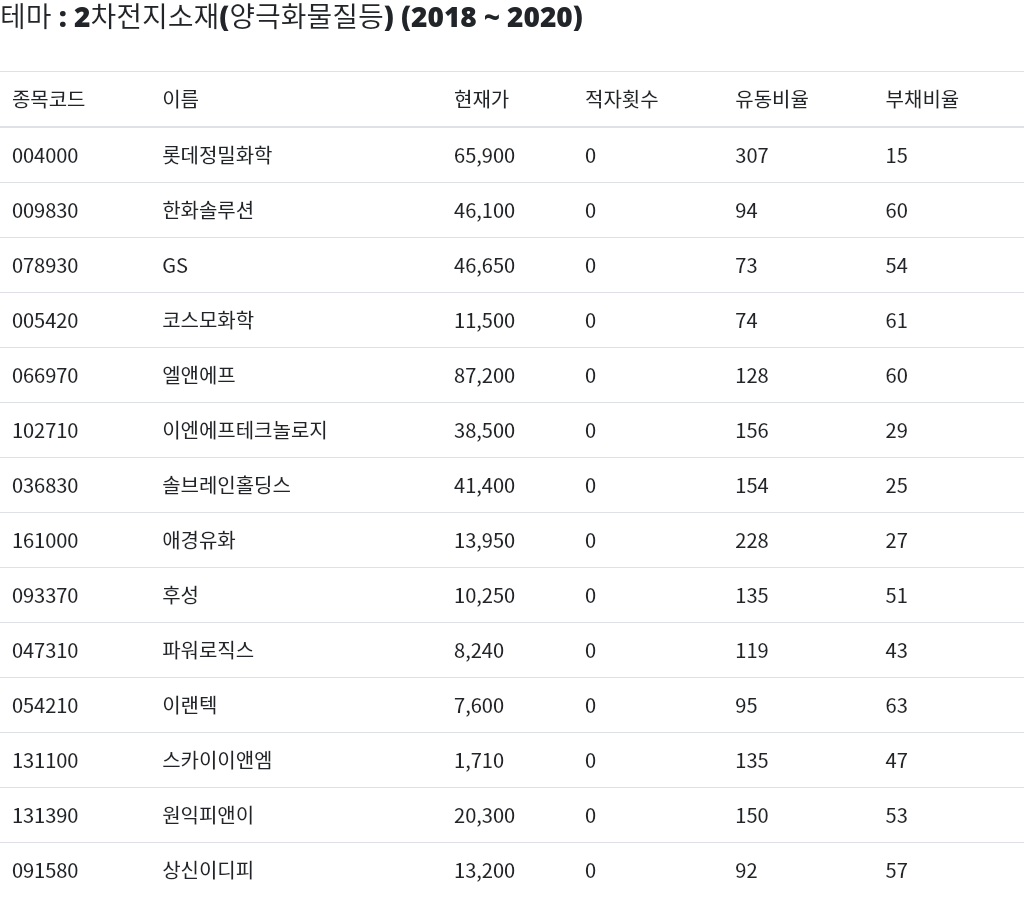 테마 : 2차전지소재(양극화물질등) (2018 ~ 2020)
종목코드 이름 현재가 적자횟수 유동비율 부채비율
004000 롯데정밀화학 65,900 0 307 15
009830 한화솔루션 46,100 0 94 60
078930 GS 46,650 0 73 54
005420 코스모화학 11,500 0 74 61
066970 엘앤에프 87,200 0 128 60
102710 이엔에프테크놀로지 38,500 0 156 29
036830 솔브레인홀딩스 41,400 0 154 25
161000 애경유화 13,950 0 228 27
093370 후성 10,250 0 135 51
047310 파워로직스 8,240 0 119 43
054210 이랜텍 7,600 0 95 63
131100 스카이이앤엠 1,710 0 135 47
131390 원익피앤이 20,300 0 150 53
091580 상신이디피 13,200 0 92 57